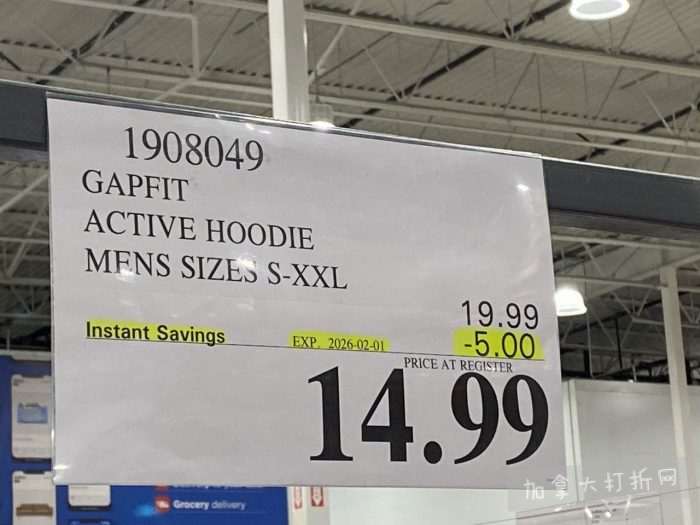 1908049
GAPFIT
ACTIVE HOODIE
MENS SIZES S-XXL
19.99
Instant Savings EXP. 2026-02-01 -5.00
PRICE AT REGISTER
14.99
Grocery delivery
加拿大打折网